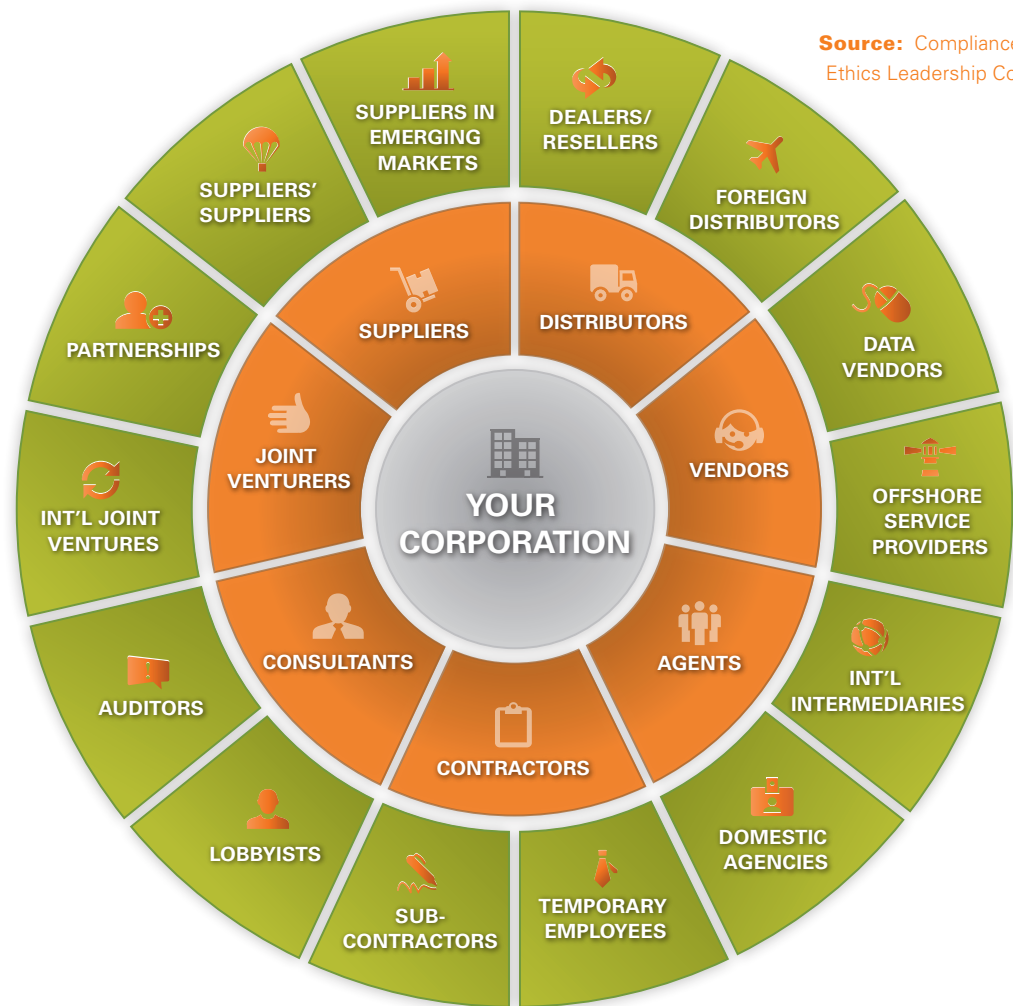 Source: Compliance
Ethics Leadership Co
SUPPLIERS IN
EMERGING
MARKETS
DEALERS/
RESELLERS
FOREIGN
DISTRIBUTORS
DATA
VENDORS
OFFSHORE
SERVICE
PROVIDERS
INT'L
INTERMEDIARIES
DOMESTIC
AGENCIES
TEMPORARY
EMPLOYEES
SUB-
CONTRACTORS
LOBBYISTS
AUDITORS
INT'L JOINT
VENTURES
PARTNERSHIPS
SUPPLIERS'
SUPPLIERS
SUPPLIERS
DISTRIBUTORS
VENDORS
AGENTS
CONTRACTORS
CONSULTANTS
JOINT
VENTURERS
YOUR
CORPORATION